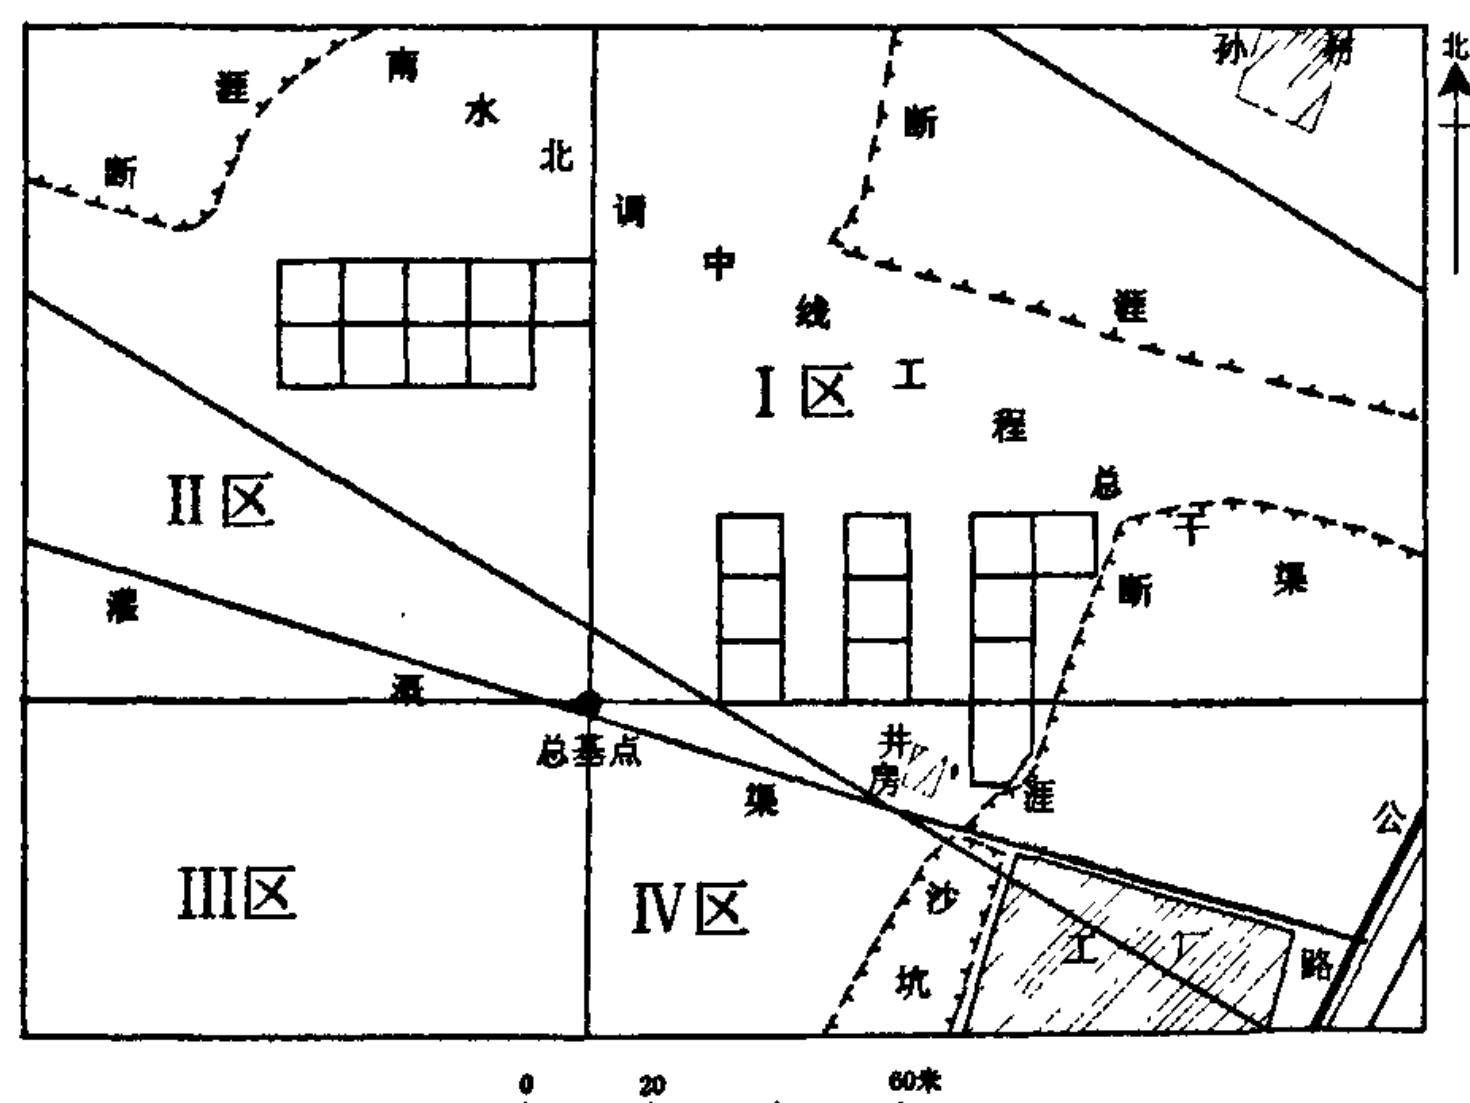 北
孙村
南水北调中线工程总干渠
断涯
断涯
断涯
I区
II区
灌溉渠
总基点
井房
III区
IV区
沙坑
工厂
公路
0 20 60米